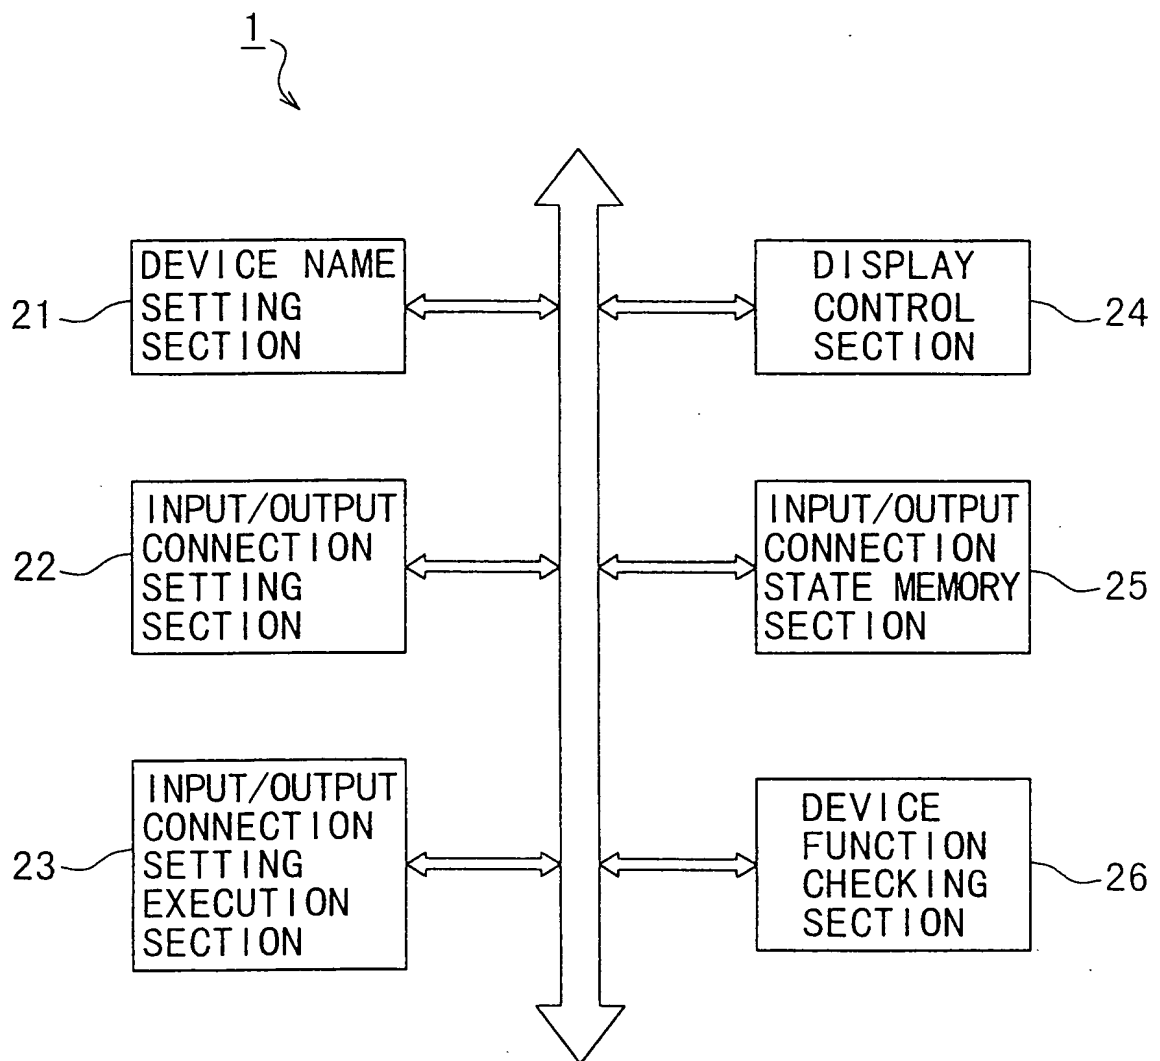 1
21
DEVICE NAME
SETTING
SECTION
DISPLAY
CONTROL
SECTION
24
22
INPUT/OUTPUT
CONNECTION
SETTING
SECTION
INPUT/OUTPUT
CONNECTION
STATE MEMORY
SECTION
25
23
INPUT/OUTPUT
CONNECTION
SETTING
EXECUTION
SECTION
DEVICE
FUNCTION
CHECKING
SECTION
26